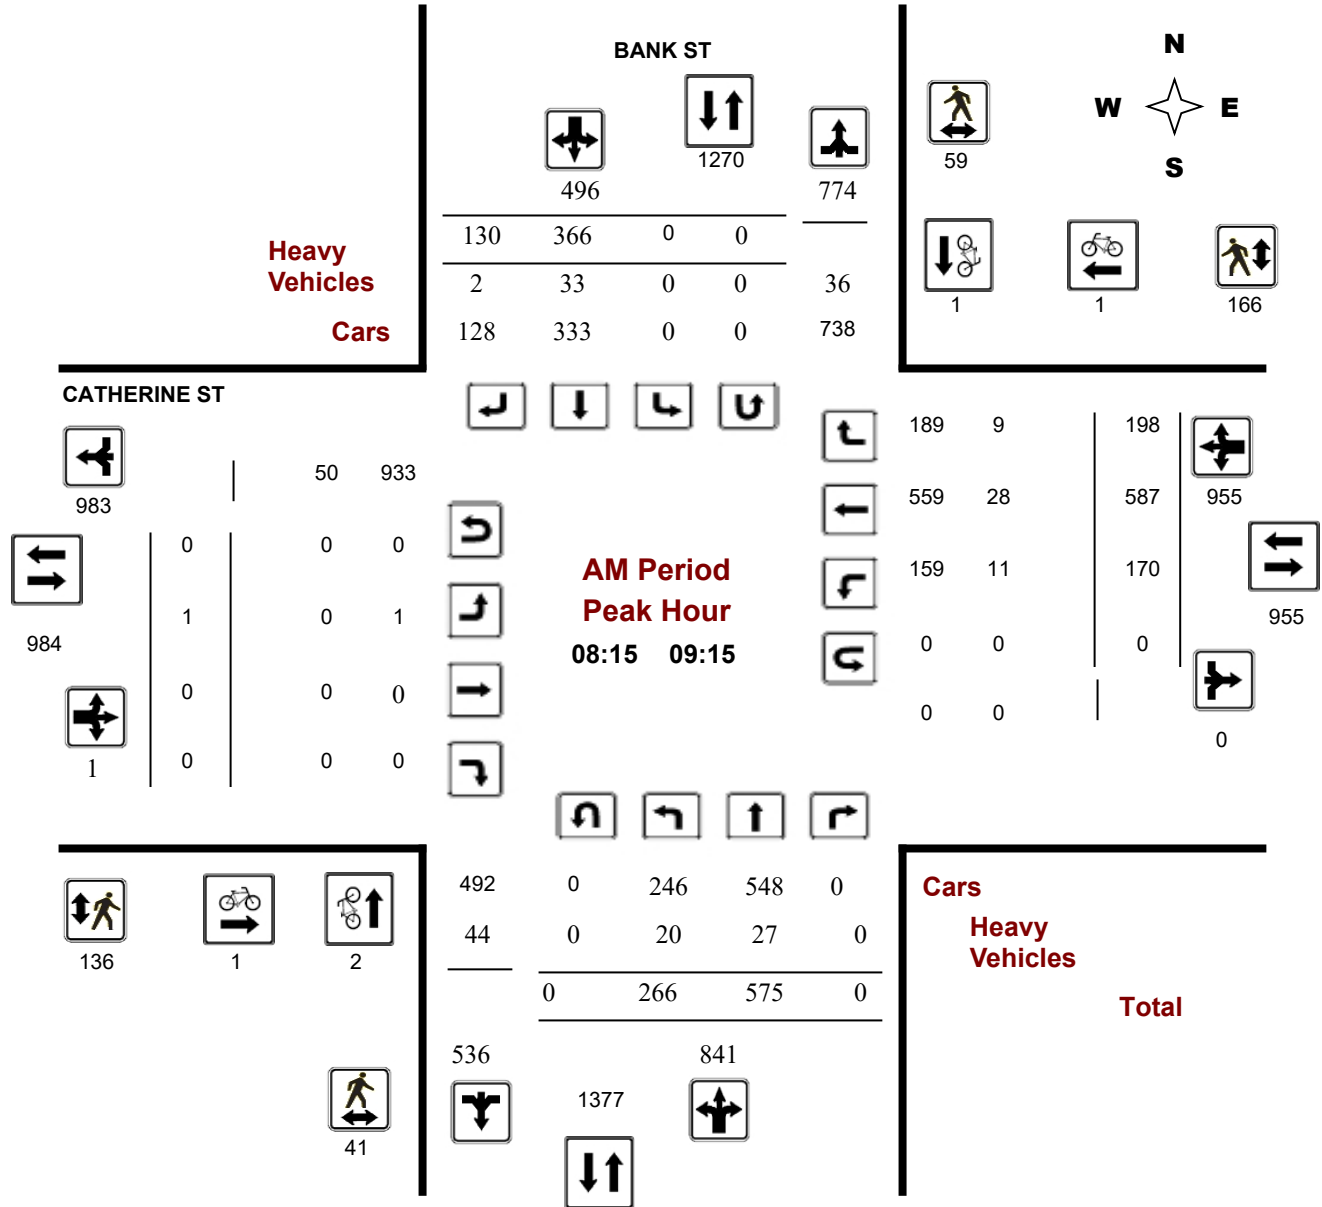 BANK ST
N
W E
S
1270
59
496
774
130 366 0 0
Heavy
Vehicles
2 33 0 0 36
1 1 166
Cars
128 333 0 0 738
CATHERINE ST
189 9 198
50 933
983
559 28 587 955
0 0 0
AM Period
159 11 170
Peak Hour
1 0 1
955
984
08:15 09:15
0 0 0
0 0 0
0 0
0
1
0 0 0
492 0 246 548 0
Cars
44 0 20 27 0
Heavy
Vehicles
136 1 2
0 266 575 0
Total
536 841
1377
41